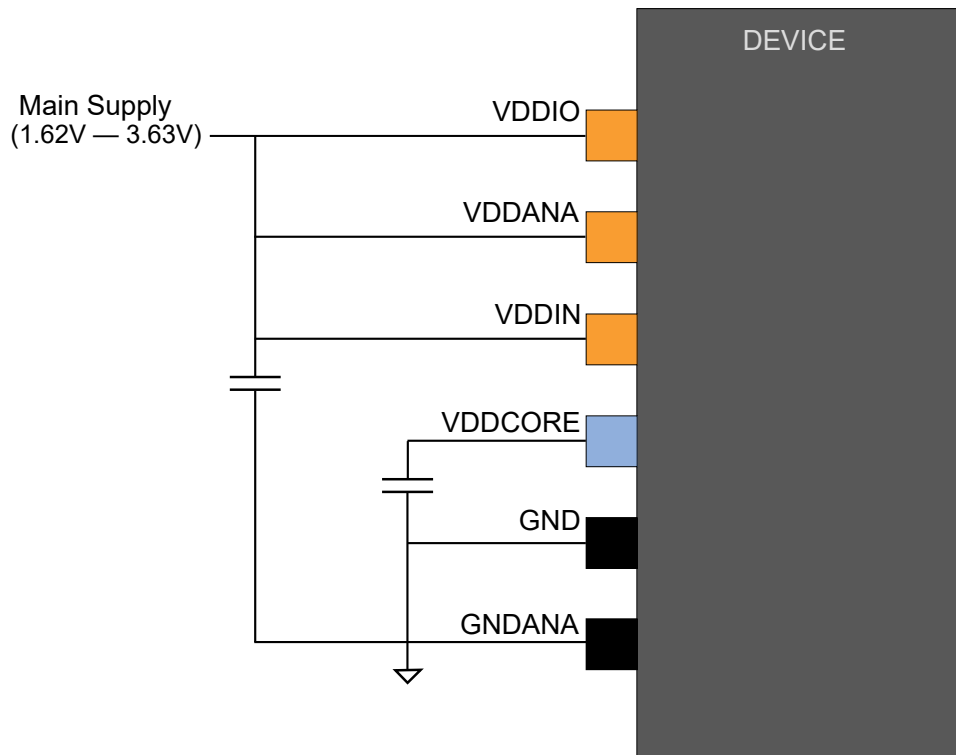 DEVICE
VDDIO
Main Supply
(1.62V — 3.63V)
VDDANA
VDDIN
VDDCORE
GND
GNDANA